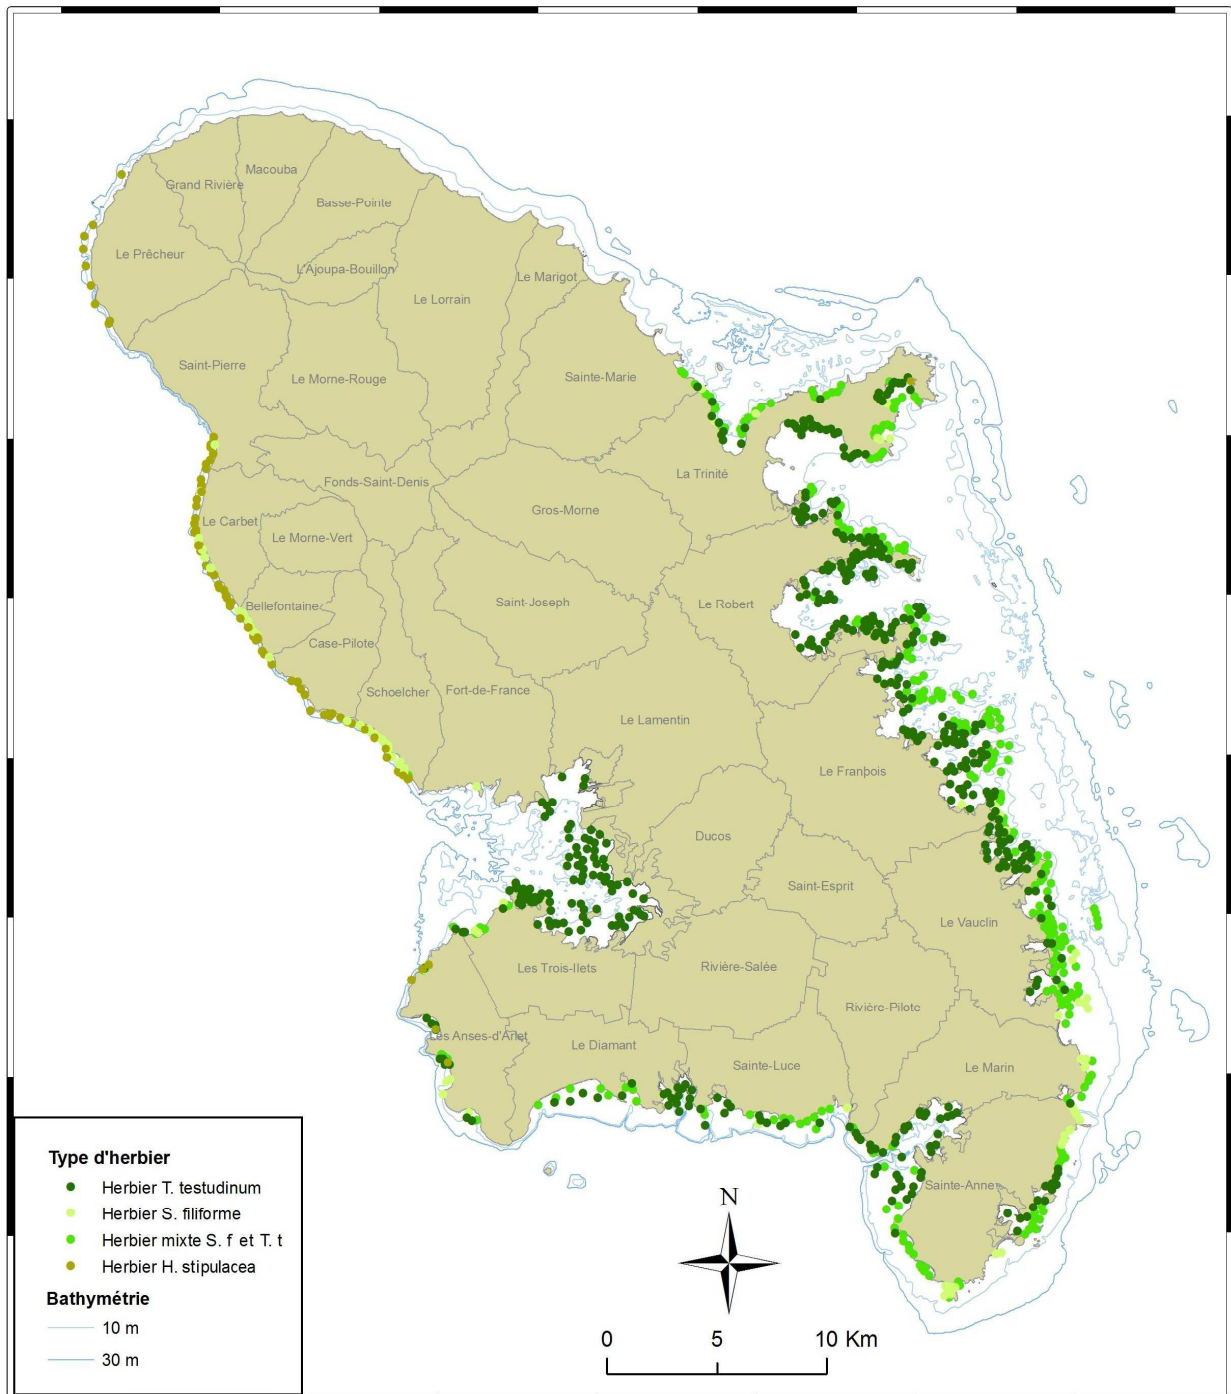 Macouba
Grand Rivière
Basse-Pointe
Le Prêcheur
L'Ajoupa-Bouillon
Le Marigot
Le Lorrain
Saint-Pierre
Le Morne-Rouge
Sainte-Marie
La Trinité
Fonds-Saint-Denis
Gros-Morne
Le Carbet
Le Morne-Vert
Bellefontaine
Saint-Joseph
Le Robert
Case-Pilote
Schoelcher
Fort-de-France
Le Lamentin
Le Franþois
Ducos
Saint-Esprit
Le Vauclin
Les Trois-Ilets
Rivière-Salée
Rivière-Pilote
Les Anses-d'Arlet
Le Diamant
Sainte-Luce
Le Marin
Sainte-Anne
Type d'herbier
Herbier T. testudinum
Herbier S. filiforme
Herbier mixte S. f et T. t
Herbier H. stipulacea
Bathymétrie
10 m
30 m
N
0 5 10 Km